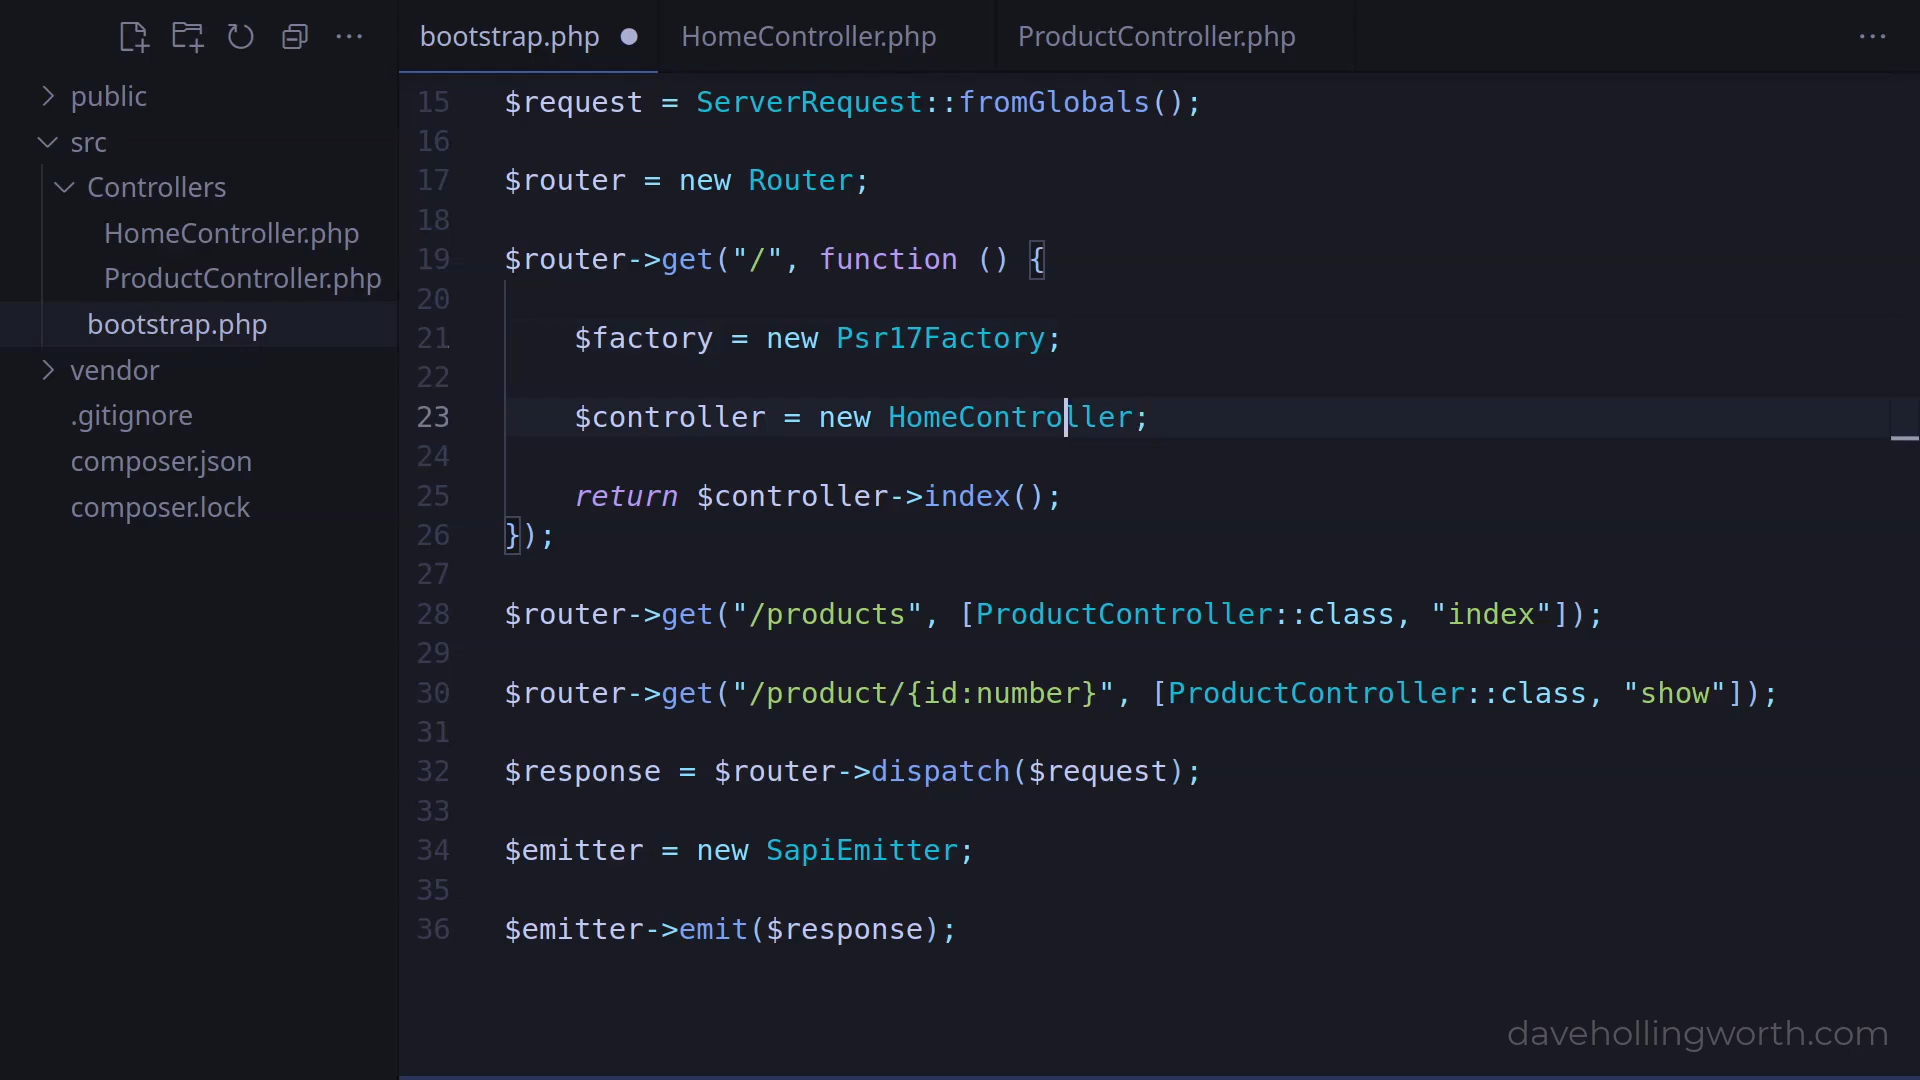 bootstrap.php HomeController.php ProductController.php
public
src
Controllers
HomeController.php
ProductController.php
bootstrap.php
vendor
.gitignore
composer.json
composer.lock
15 $request = ServerRequest::fromGlobals();
16
17 $router = new Router;
18
19 $router->get("/", function () {
20
21 $factory = new Psr17Factory;
22
23 $controller = new HomeController;
24
25 return $controller->index();
26 });
27
28 $router->get("/products", [ProductController::class, "index"]);
29
30 $router->get("/product/{id:number}", [ProductController::class, "show"]);
31
32 $response = $router->dispatch($request);
33
34 $emitter = new SapiEmitter;
35
36 $emitter->emit($response);
davehollingworth.com